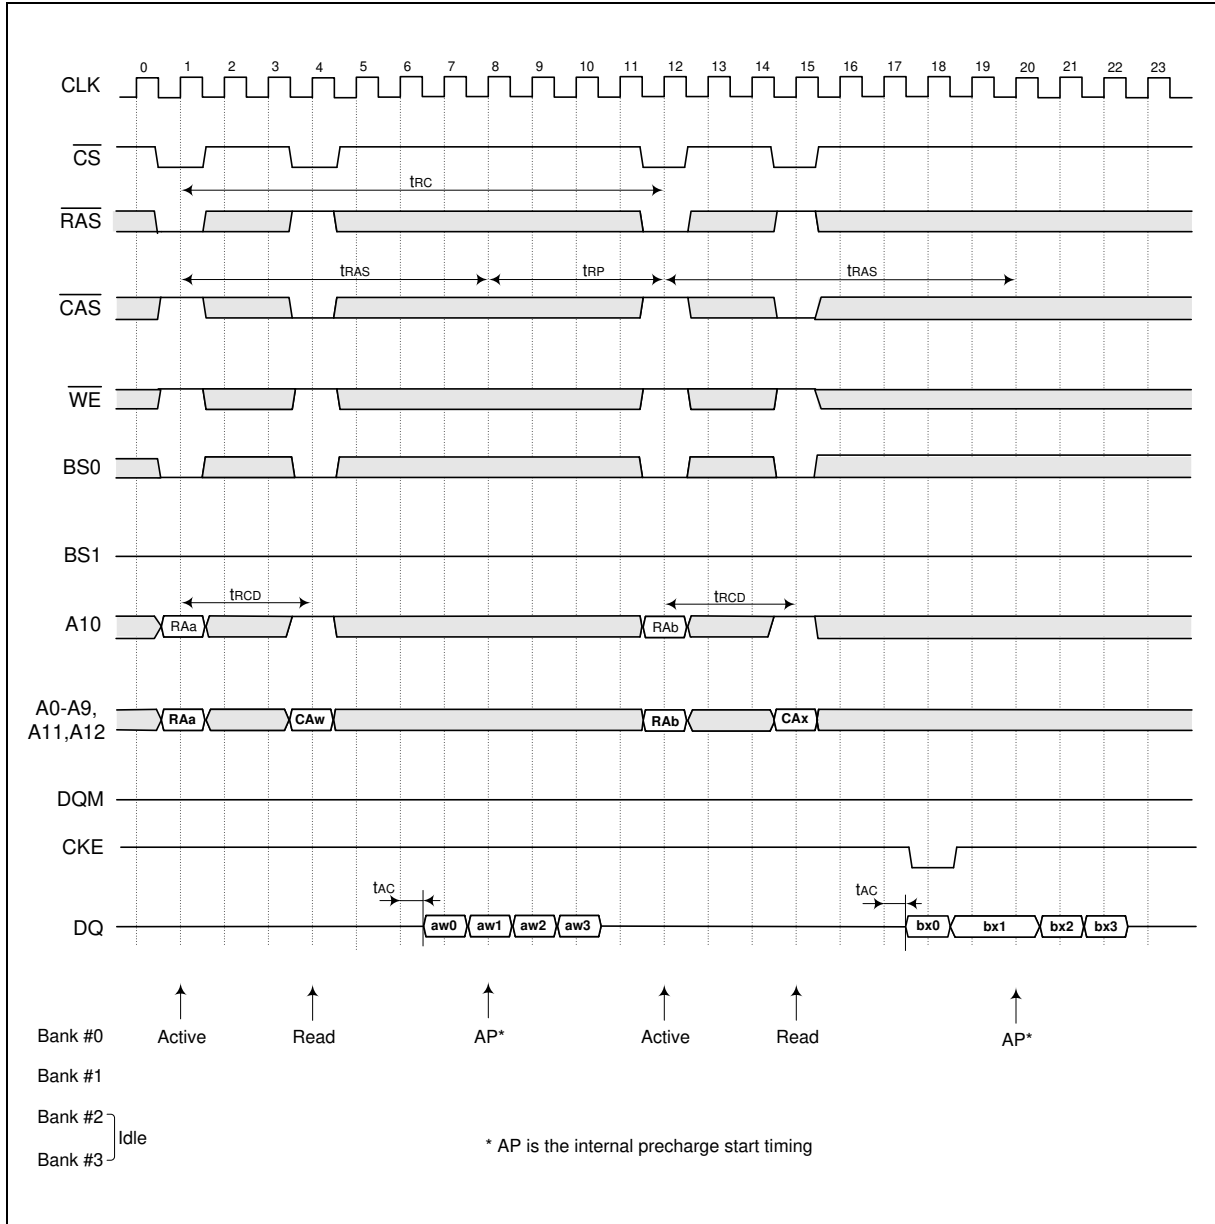 0 1 2 3 4 5 6 7 8 9 10 11 12 13 14 15 16 17 18 19 20 21 22 23
CLK
CS
tRC
RAS
tRAS tRP tRAS
CAS
WE
BS0
BS1
tRCD tRCD
A10 RAa RAb
A0-A9,
A11,A12 RAa CAw RAb CAx
DQM
CKE
tAC tAC
DQ aw0 aw1 aw2 aw3 bx0 bx1 bx2 bx3
Bank #0 Active Read AP* Active Read AP*
Bank #1
Bank #2
Idle
Bank #3
* AP is the internal precharge start timing